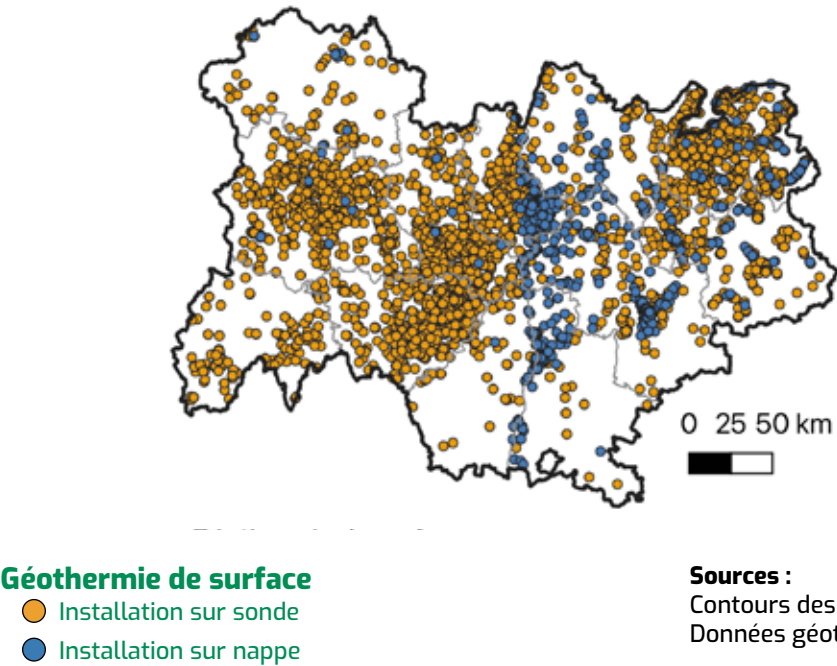 0 25 50 km
Géothermie de surface
Installation sur sonde
Installation sur nappe
Sources :
Contours des
Données géot